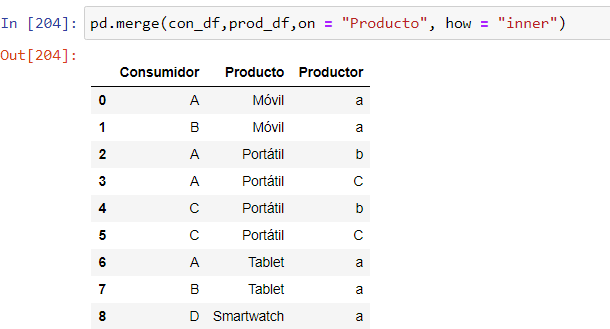 In [204]: pd.merge(con_df,prod_df,on = "Producto", how = "inner")
Out[204]:
Consumidor Producto Productor
0 A Móvil a
1 B Móvil a
2 A Portátil b
3 A Portátil C
4 C Portátil b
5 C Portátil C
6 A Tablet a
7 B Tablet a
8 D Smartwatch a